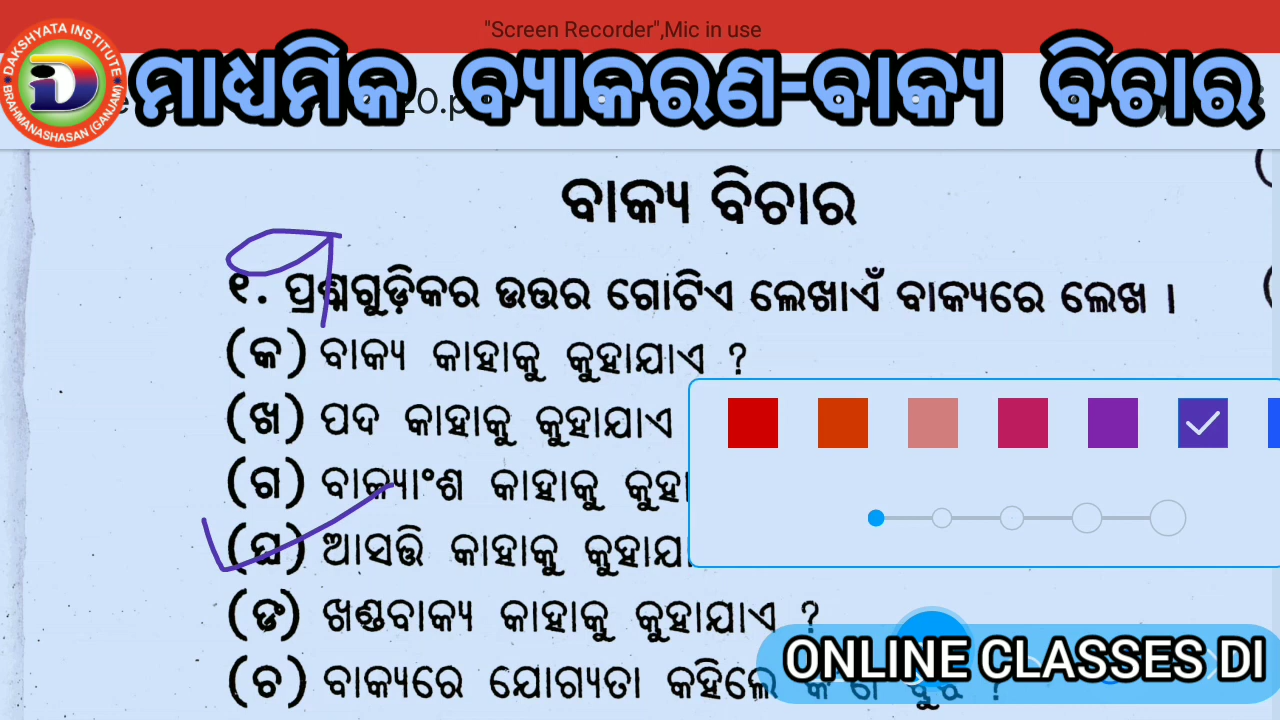 "Screen Recorder",Mic in use
DAKSHYATA INSTITUTE
BRAHMANASHASAN (GANJAM)
ମାଧ୍ୟମିକ ବ୍ୟାକରଣ-ବାକ୍ୟ ବିଚାର
ବାକ୍ୟ ବିଚାର
୧. ପ୍ରଶ୍ନଗୁଡ଼ିକର ଉତ୍ତର ଗୋଟିଏ ଲେଖାଏଁ ବାକ୍ୟରେ ଲେଖ ।
(କ) ବାକ୍ୟ କାହାକୁ କୁହାଯାଏ ?
(ଖ) ପଦ କାହାକୁ କୁହାଯାଏ
(ଗ) ବାକ୍ୟାଂଶ କାହାକୁ
(ଘ) ଆସତ୍ତି କାହାକୁ
(ଙ) ଖଣ୍ଡବାକ୍ୟ କାହାକୁ କୁହାଯାଏ ?
(ଚ) ବାକ୍ୟରେ ଯୋଗ୍ୟତା କହିଲେ
ONLINE CLASSES DI